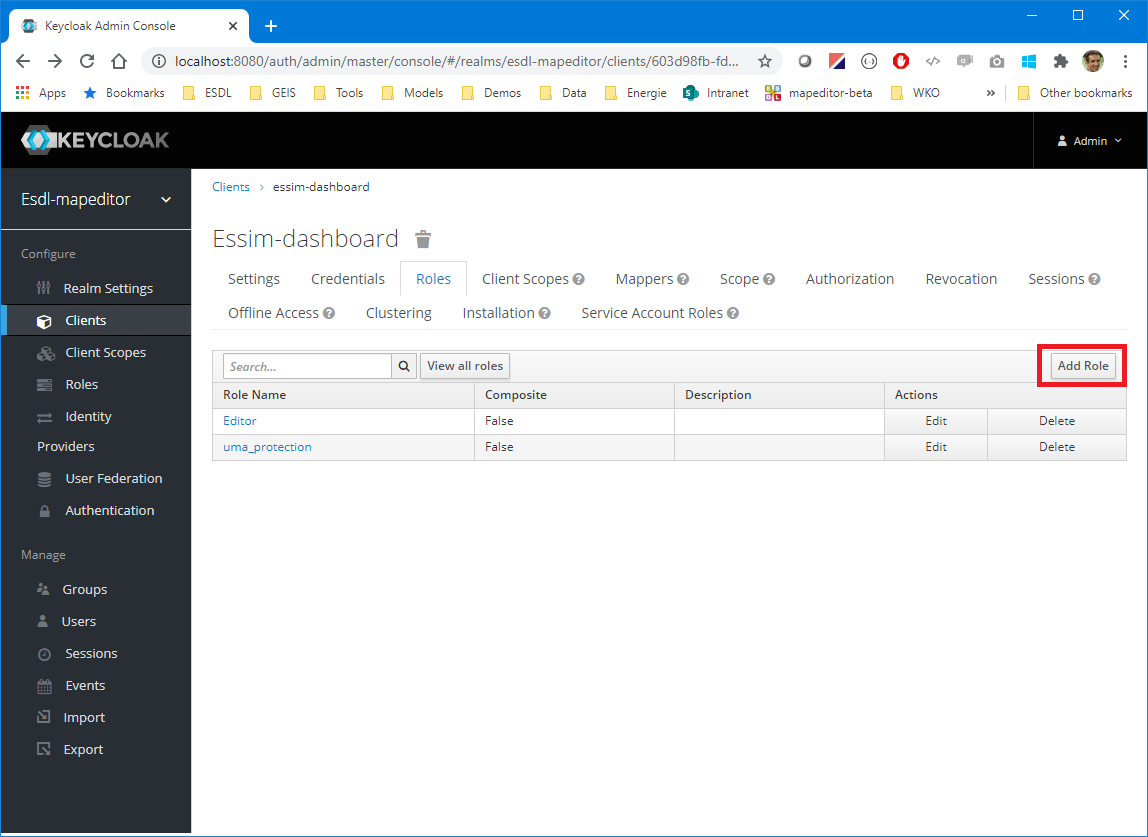 Keycloak Admin Console
localhost:8080/auth/admin/master/console/#/realms/esdl-mapeditor/clients/603d98fb-fd...
Apps Bookmarks ESDL GEIS Tools Models Demos Data Energie Intranet mapeditor-beta WKO » Other bookmarks
KEYCLOAK
Admin
Esdl-mapeditor
Configure
Realm Settings
Clients
Client Scopes
Roles
Identity
Providers
User Federation
Authentication
Manage
Groups
Users
Sessions
Events
Import
Export
Clients > essim-dashboard
Essim-dashboard
Settings Credentials Roles Client Scopes Mappers Scope Authorization Revocation Sessions
Offline Access Clustering Installation Service Account Roles
Search... View all roles Add Role
Role Name Composite Description Actions
Editor False Edit Delete
uma_protection False Edit Delete